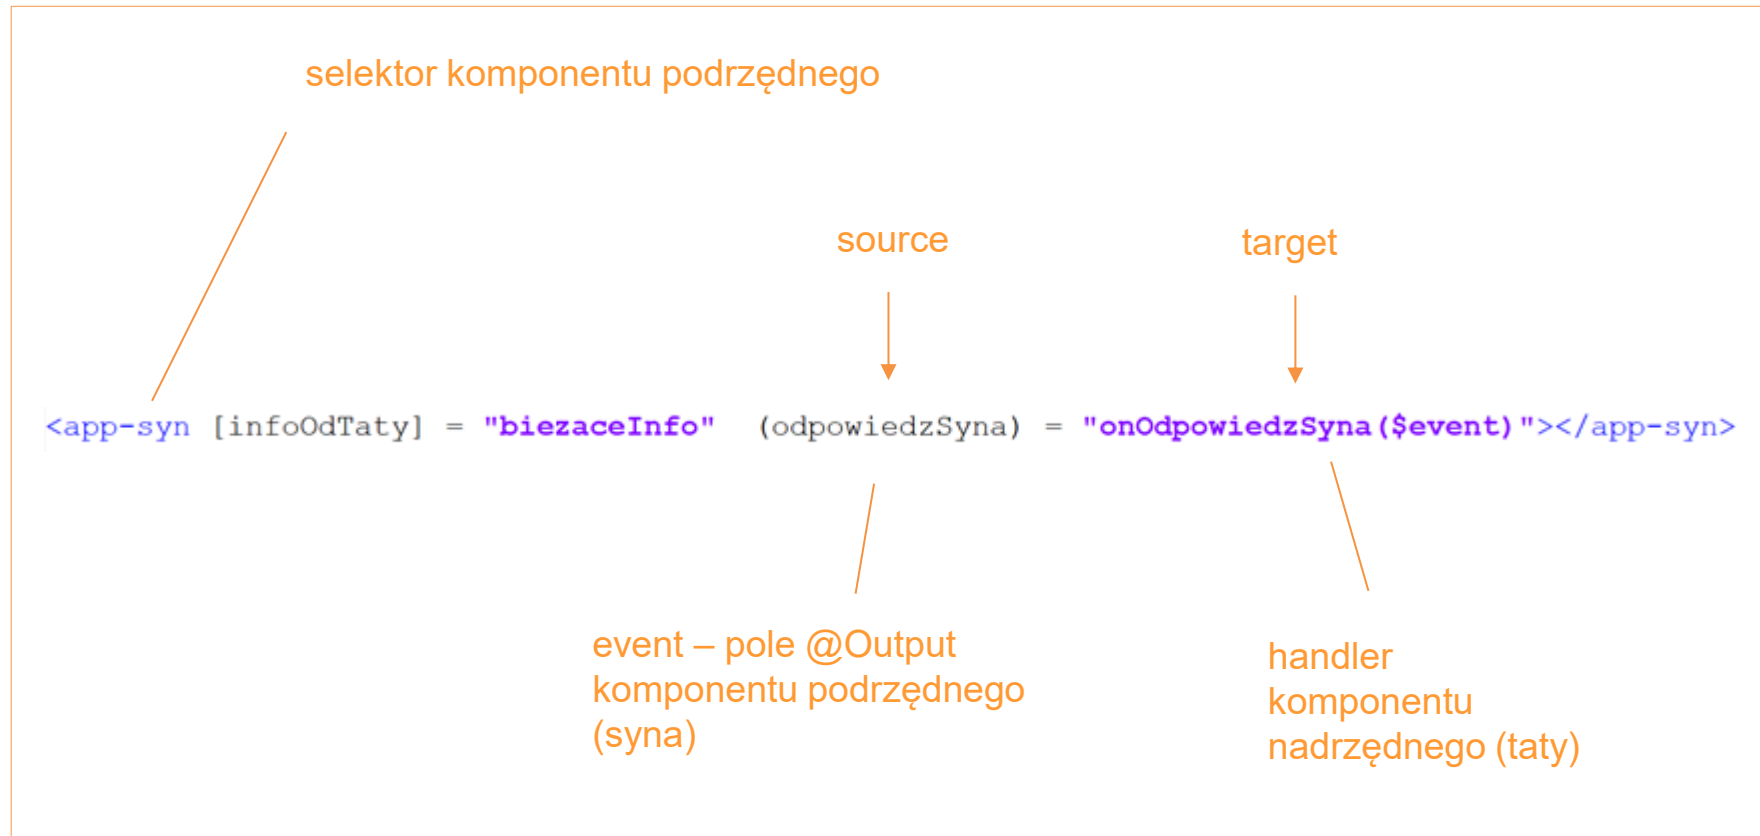 selektor komponentu podrzędnego
source
target
<app-syn [infoOdTaty] = "biezaceInfo"  (odpowiedzSyna) = "onOdpowiedzSyna($event)"></app-syn>
event – pole @Output
komponentu podrzędnego
(syna)
handler
komponentu
nadrzędnego (taty)